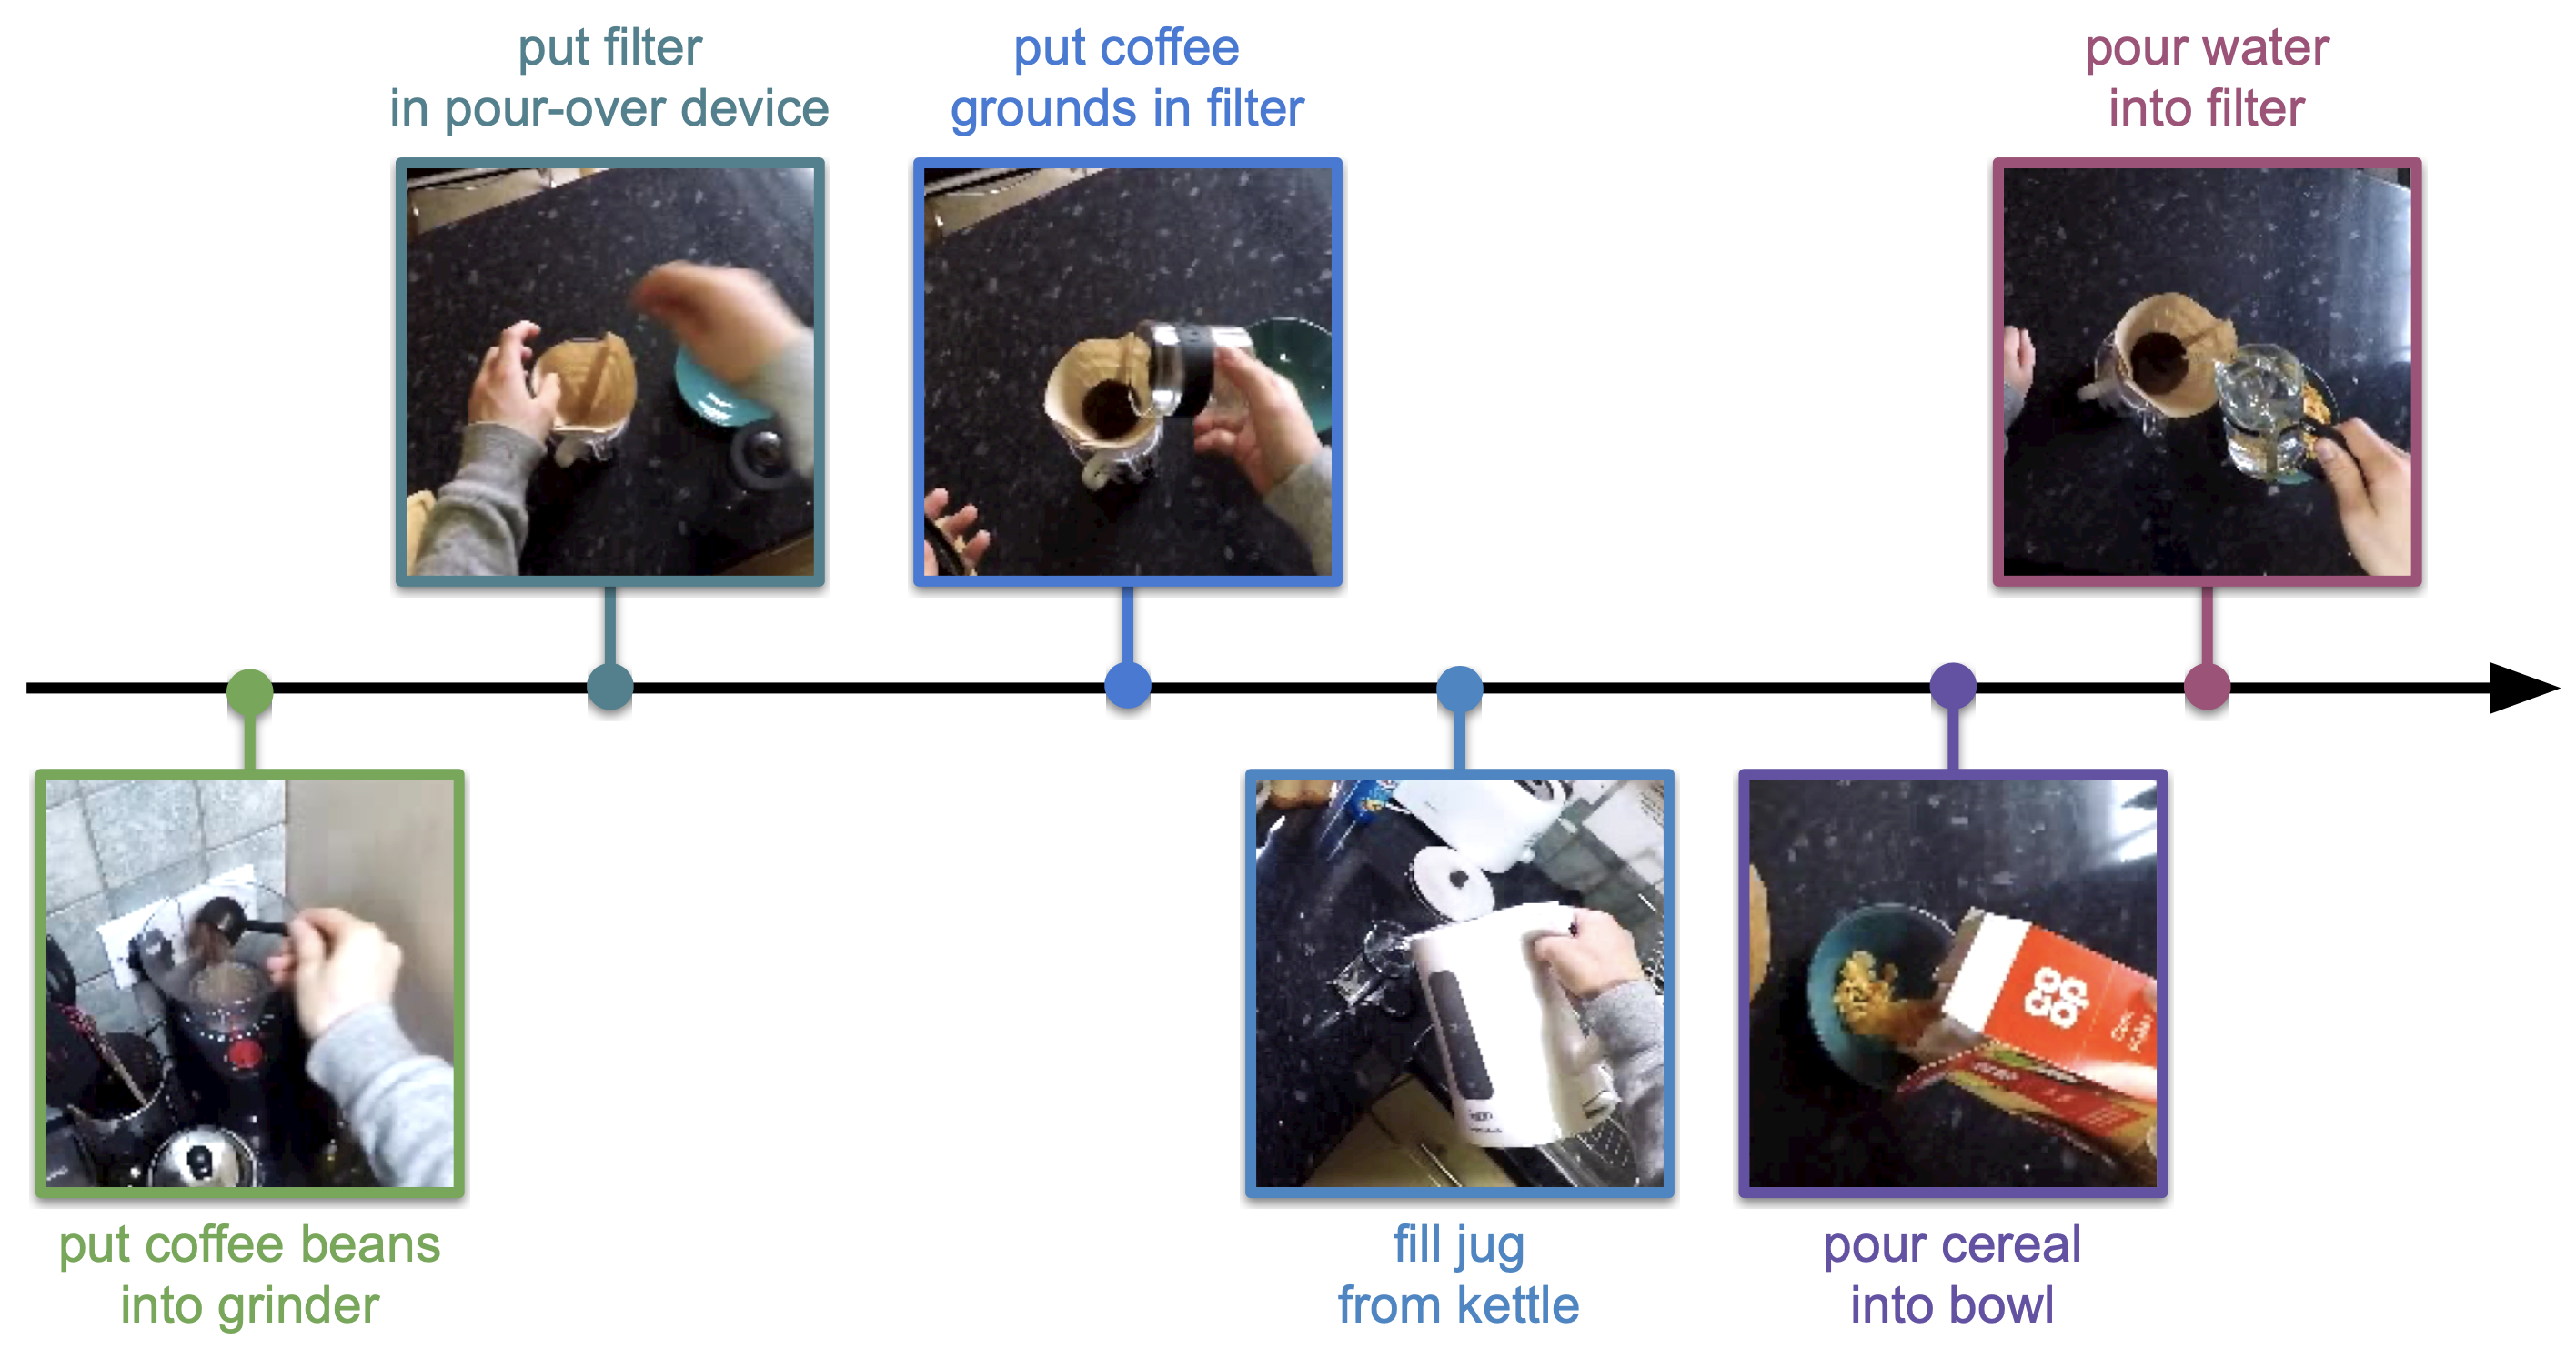 put filter
in pour-over device
put coffee
grounds in filter
pour water
into filter
put coffee beans
into grinder
fill jug
from kettle
pour cereal
into bowl